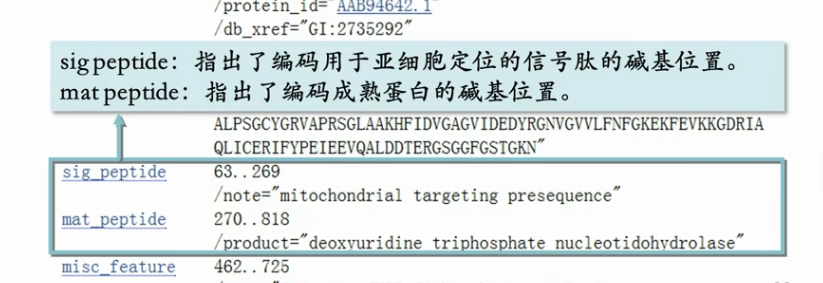 /protein_id="AAB94642.1"
/db_xref="GI:2735292"
sig peptide：指出了编码用于亚细胞定位的信号肽的碱基位置。
mat peptide：指出了编码成熟蛋白的碱基位置。
ALPSGCYGRVAPRSGLAAKHFIDVGAGVIDEDYRGNVGVVLFNFGKEKFEVKKGDRIA
QLICERIFYPEIEEVQALDDTERGSGGFGSTGKN"
sig_peptide 63..269
/note="mitochondrial targeting presequence"
mat_peptide 270..818
/product="deoxyuridine triphosphate nucleotidohydrolase"
misc_feature 462..725